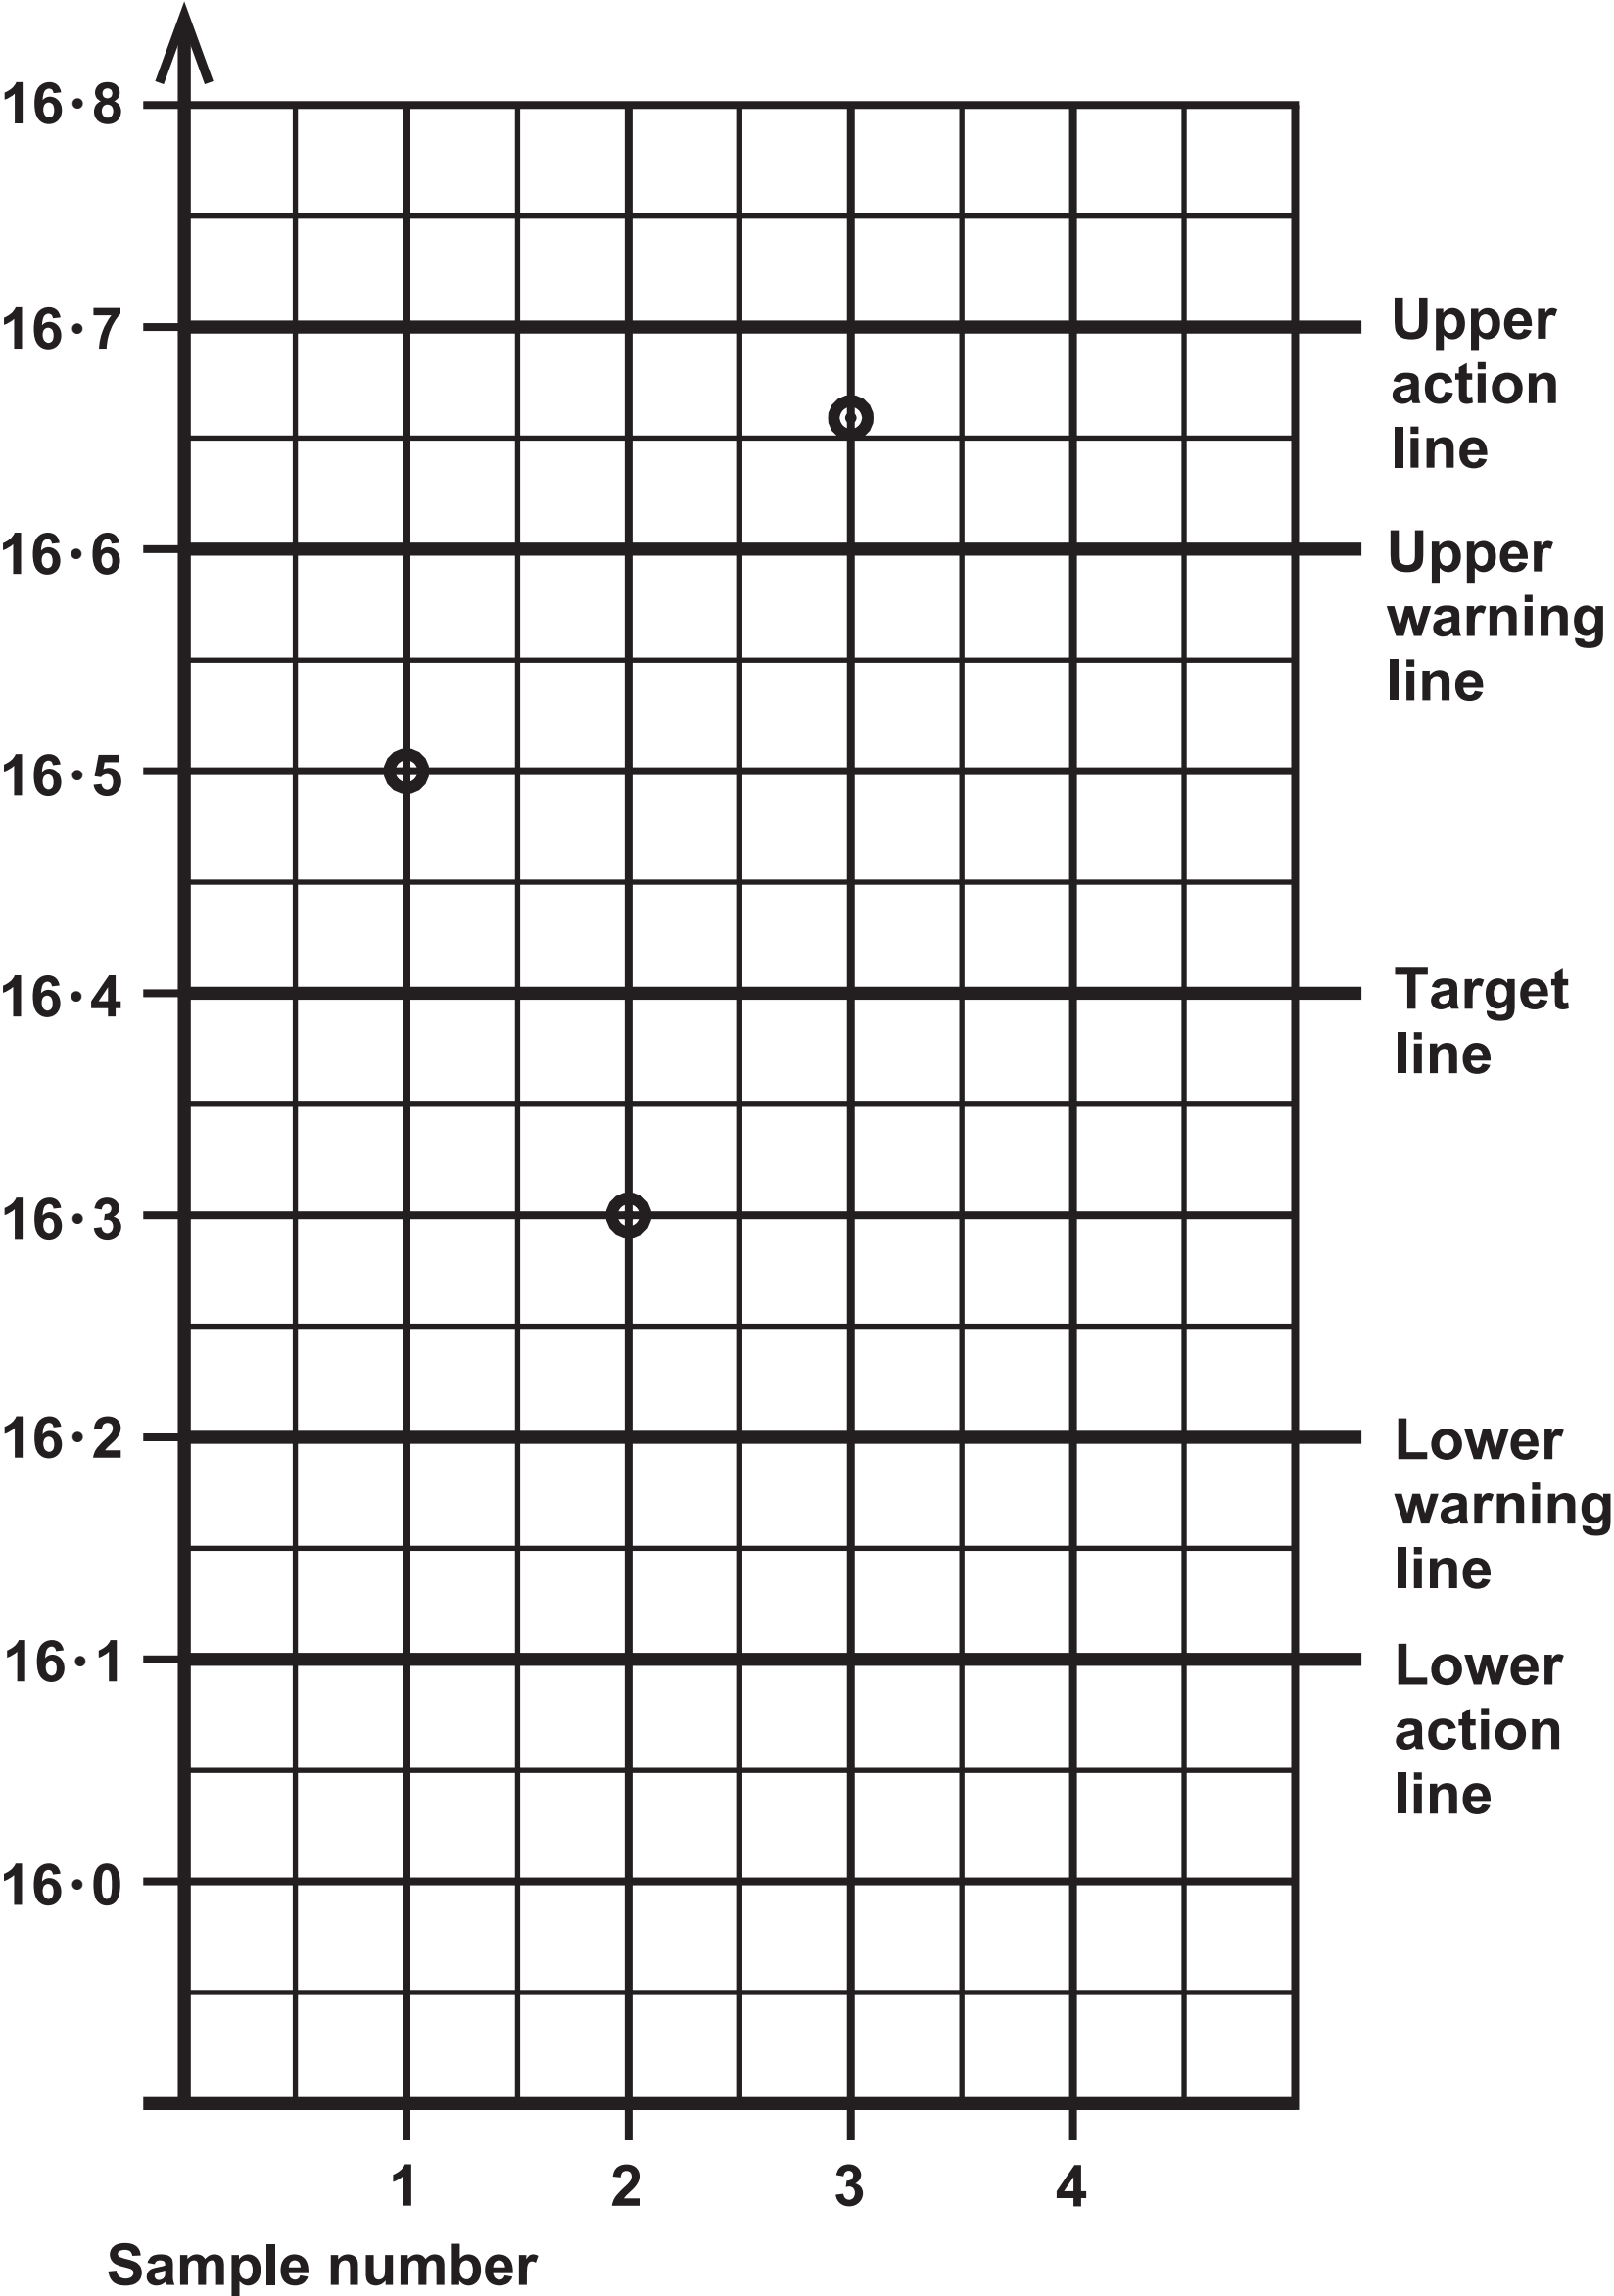 16·8
16·7
Upper
action
line
16·6
Upper
warning
line
16·5
16·4
Target
line
16·3
16·2
Lower
warning
line
16·1
Lower
action
line
16·0
1 2 3 4
Sample number